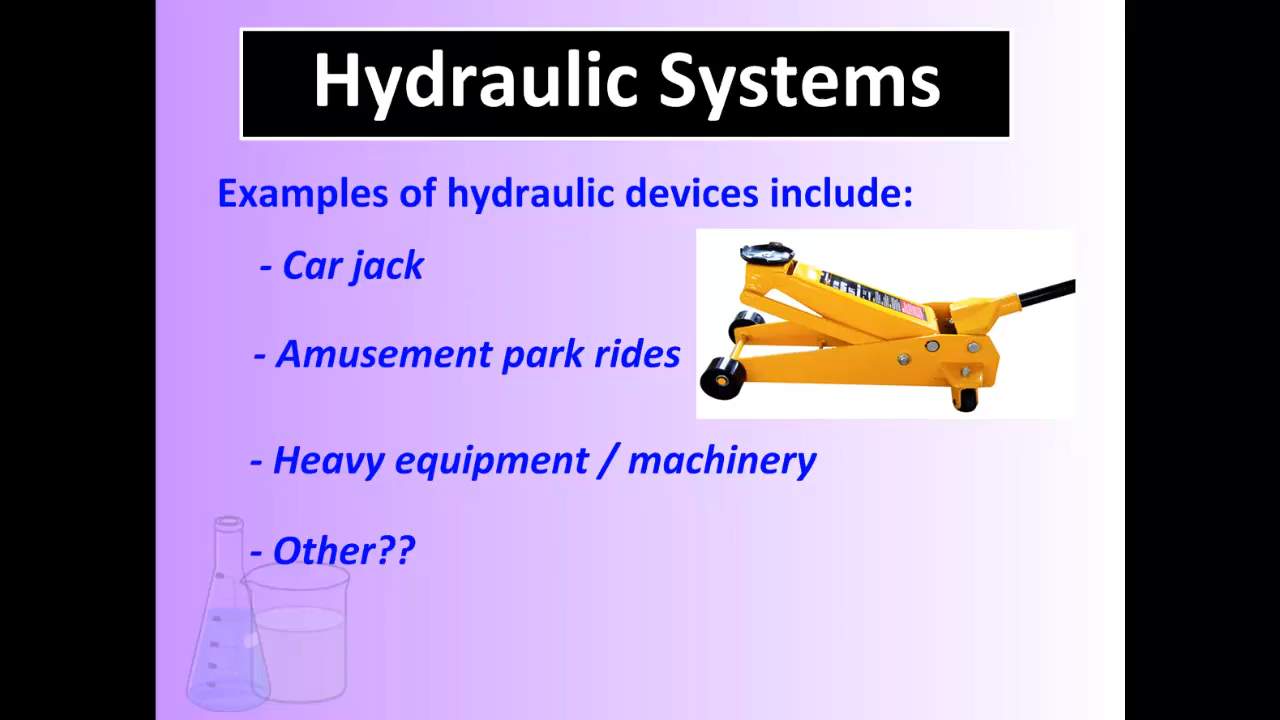 Hydraulic Systems
Examples of hydraulic devices include:
- Car jack
- Amusement park rides
- Heavy equipment / machinery
- Other??